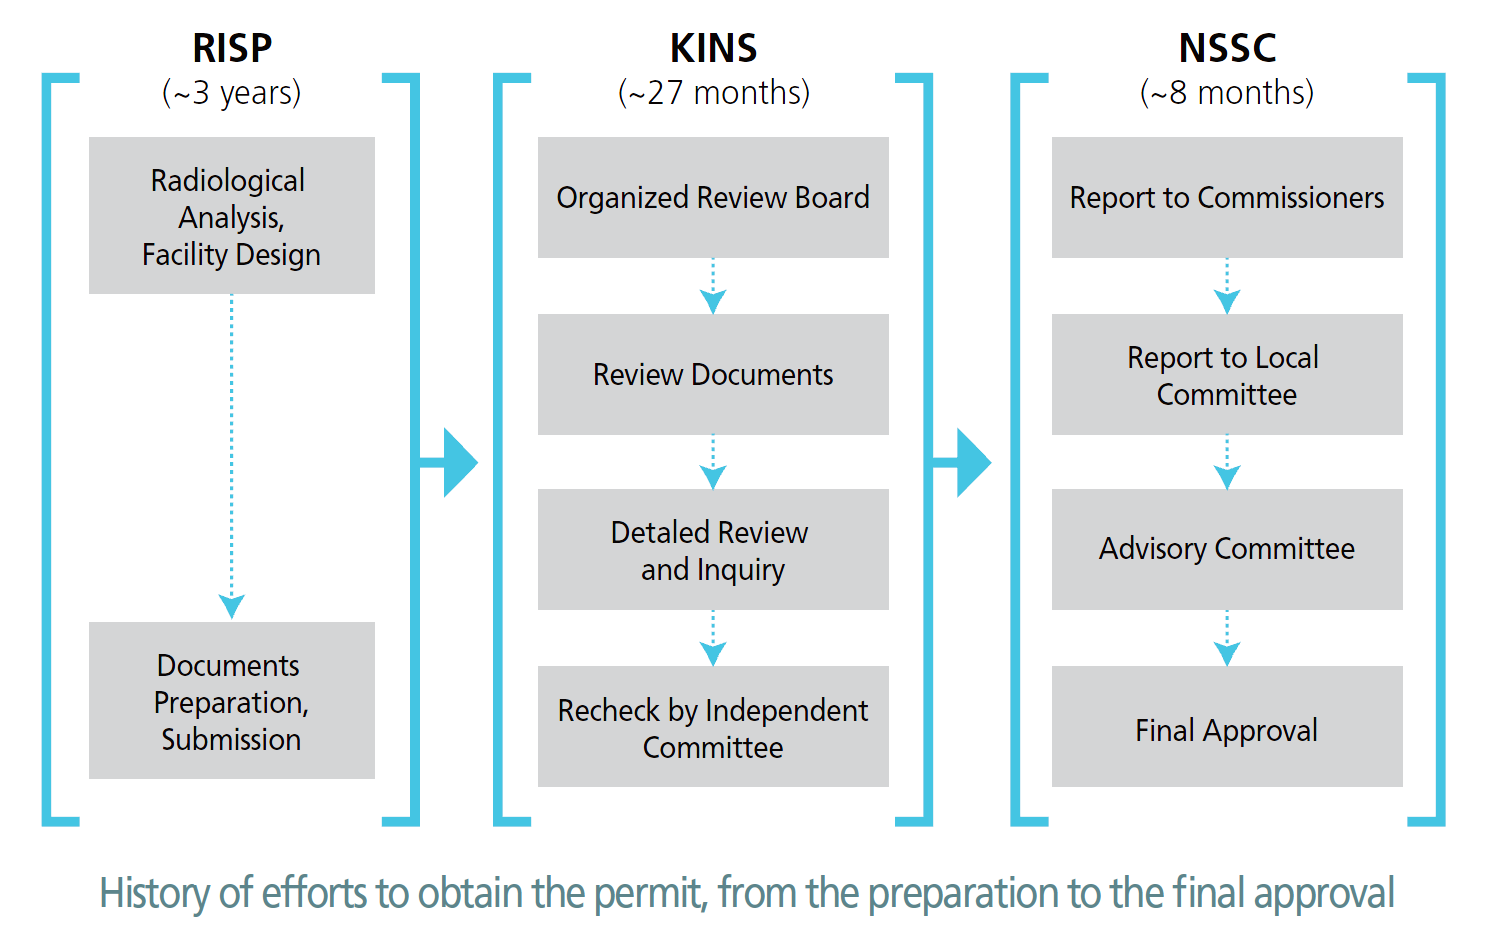 RISP
(~3 years)
Radiological
Analysis,
Facility Design
Documents
Preparation,
Submission
KINS
(~27 months)
Organized Review Board
Review Documents
Detaled Review
and Inquiry
Recheck by Independent
Committee
NSSC
(~8 months)
Report to Commissioners
Report to Local
Committee
Advisory Committee
Final Approval
History of efforts to obtain the permit, from the preparation to the final approval